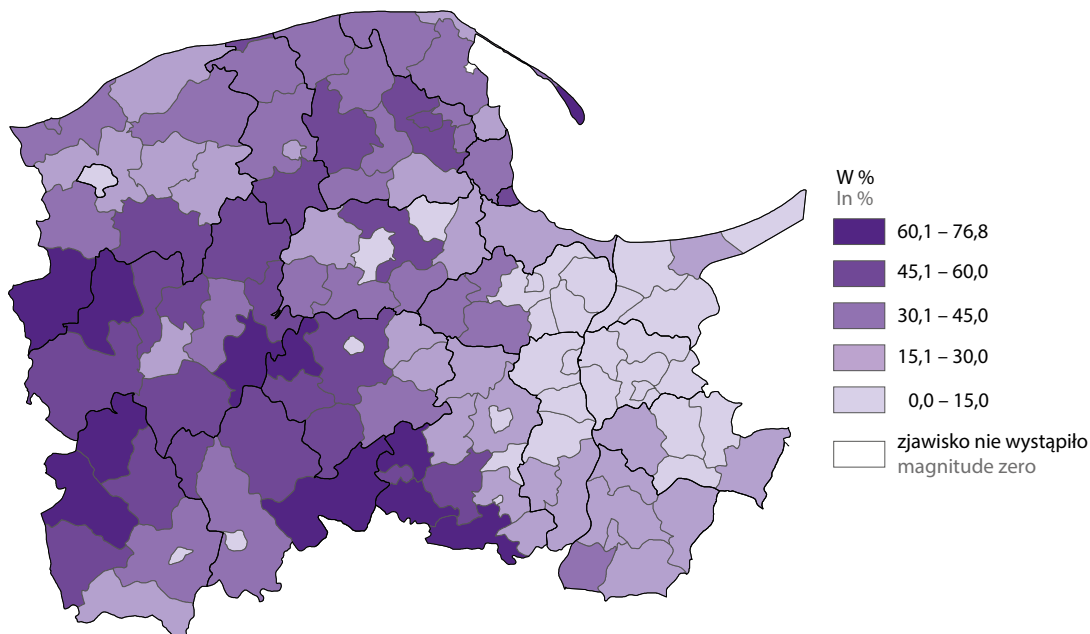 W %
In %
60,1 – 76,8
45,1 – 60,0
30,1 – 45,0
15,1 – 30,0
0,0 – 15,0
zjawisko nie wystąpiło
magnitude zero